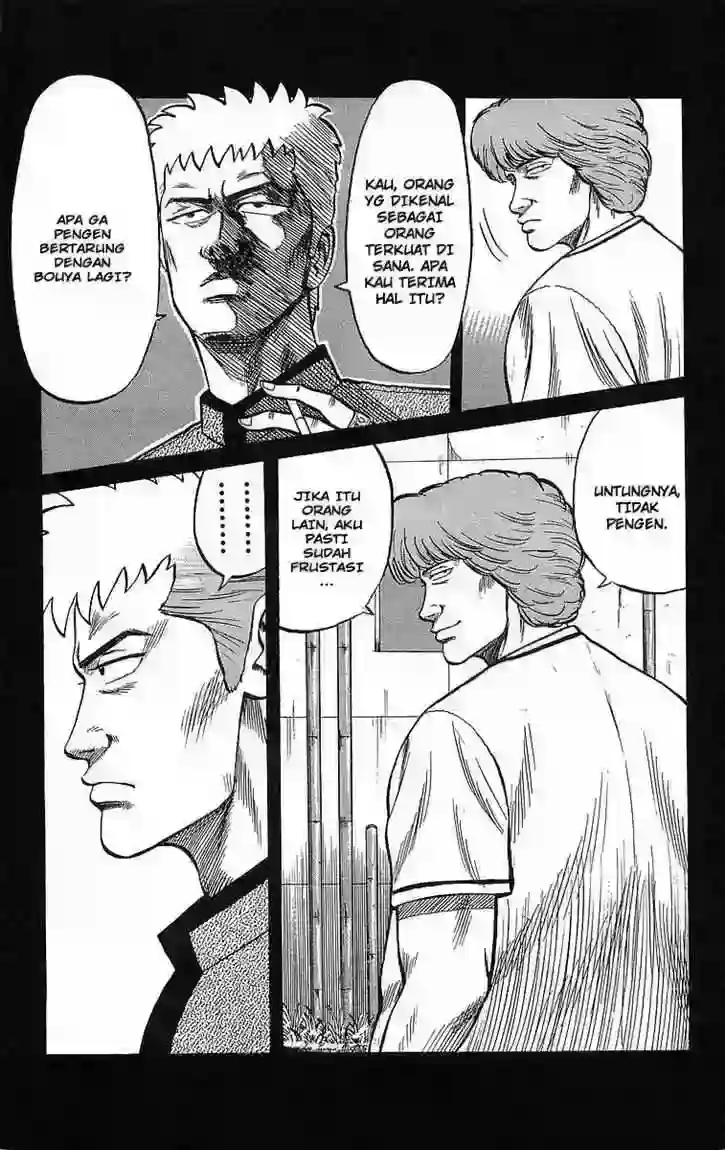 KAU, ORANG
YG DIKENAL
SEBAGAI
ORANG
TERKUAT DI
SANA. APA
KAU TERIMA
HAL ITU?
APA GA
PENGEN
BERTARUNG
DENGAN
BOUYA LAGI?
UNTUNGNYA,
TIDAK
PENGEN.
JIKA ITU
ORANG
LAIN, AKU
PASTI
SUDAH
FRUSTASI
...